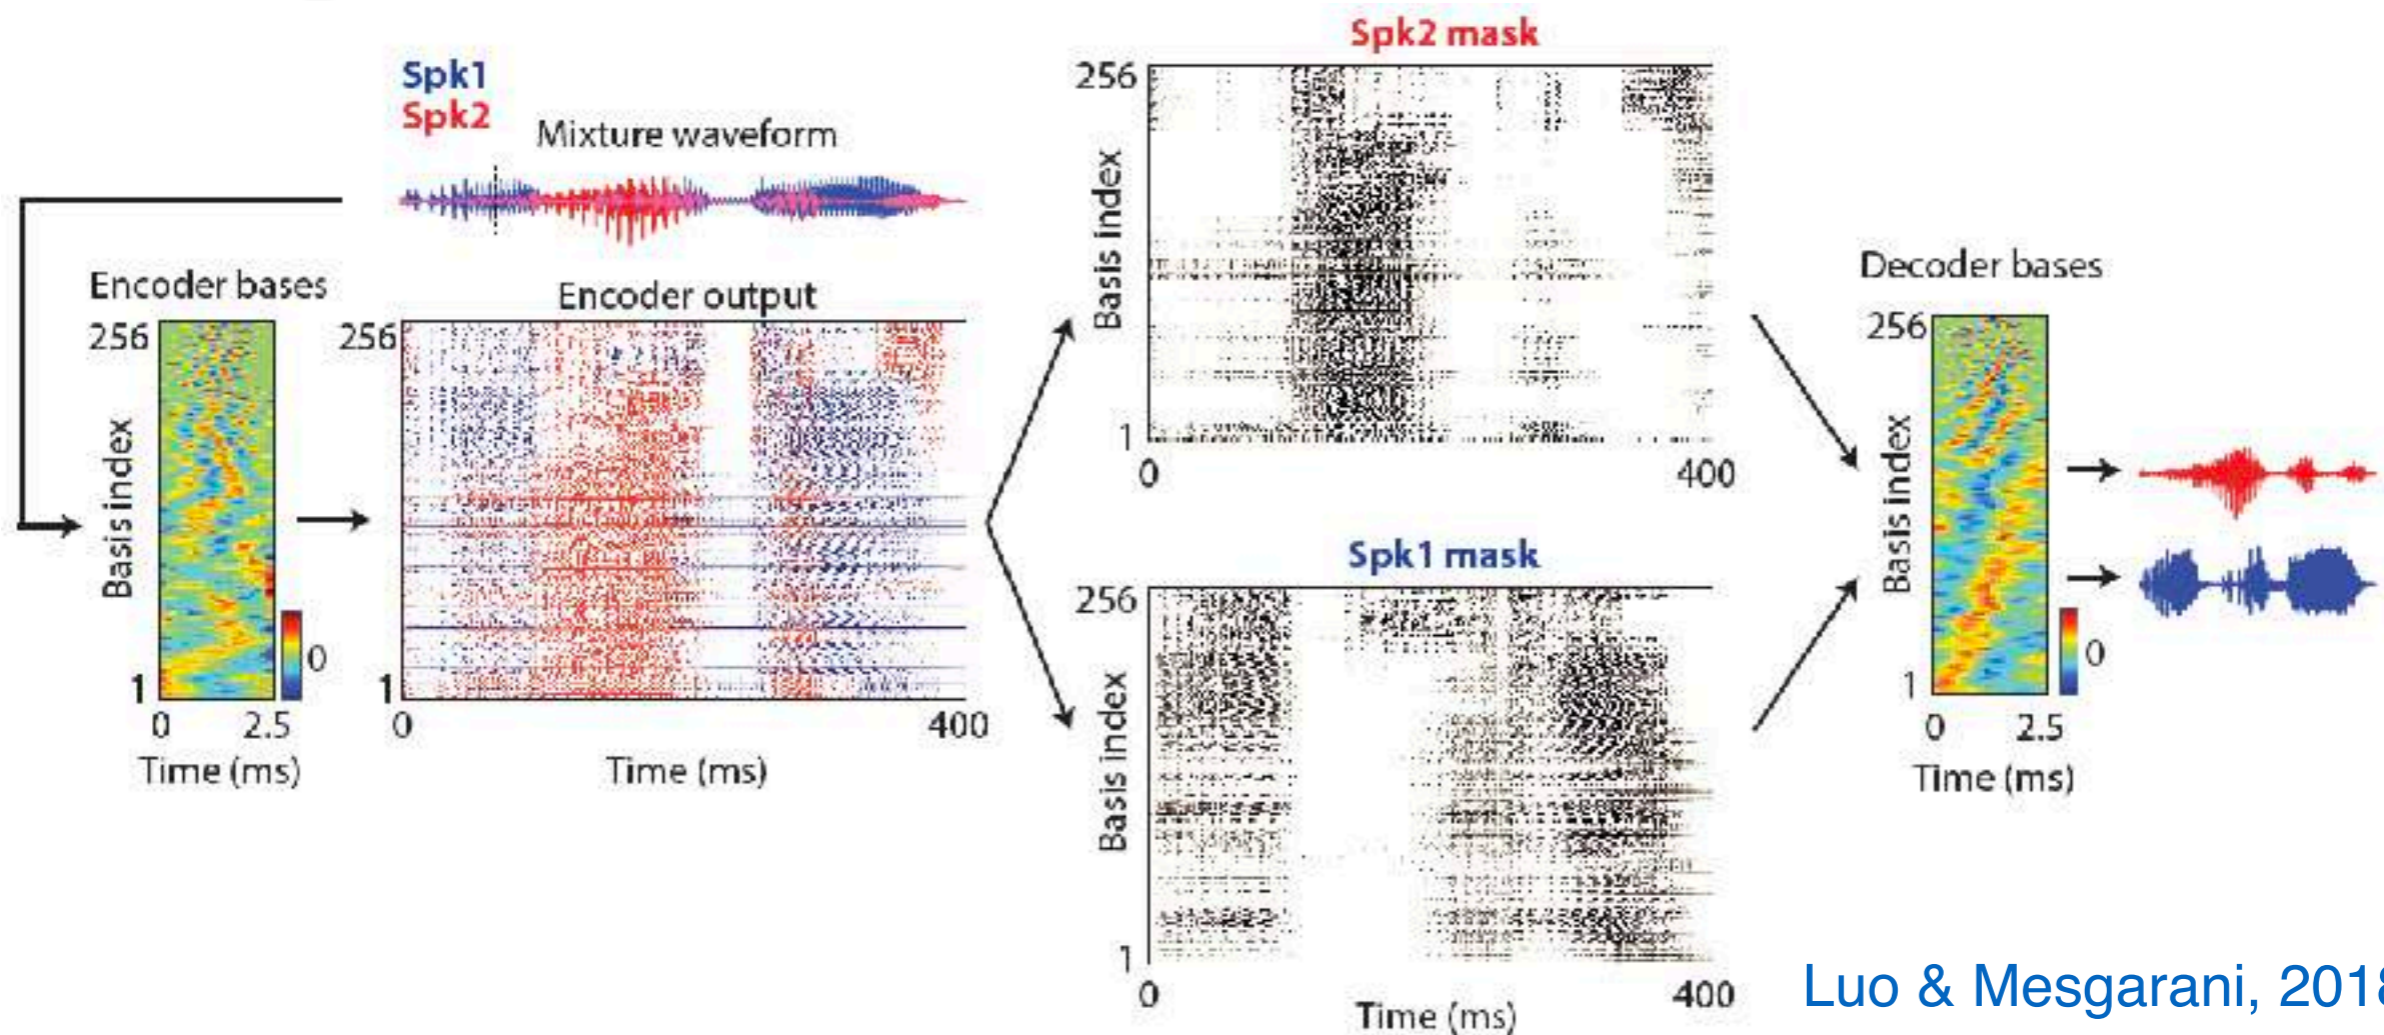 Spk1
Spk2
Mixture waveform
Encoder bases
256
Basis index
1
0
0 2.5
Time (ms)
Encoder output
256
1
0 400
Time (ms)
Spk2 mask
256
Basis index
1
0 400
Spk1 mask
256
Basis index
1
0 400
Time (ms)
Decoder bases
256
Basis index
1
0
0 2.5
Time (ms)
Luo & Mesgarani, 2018